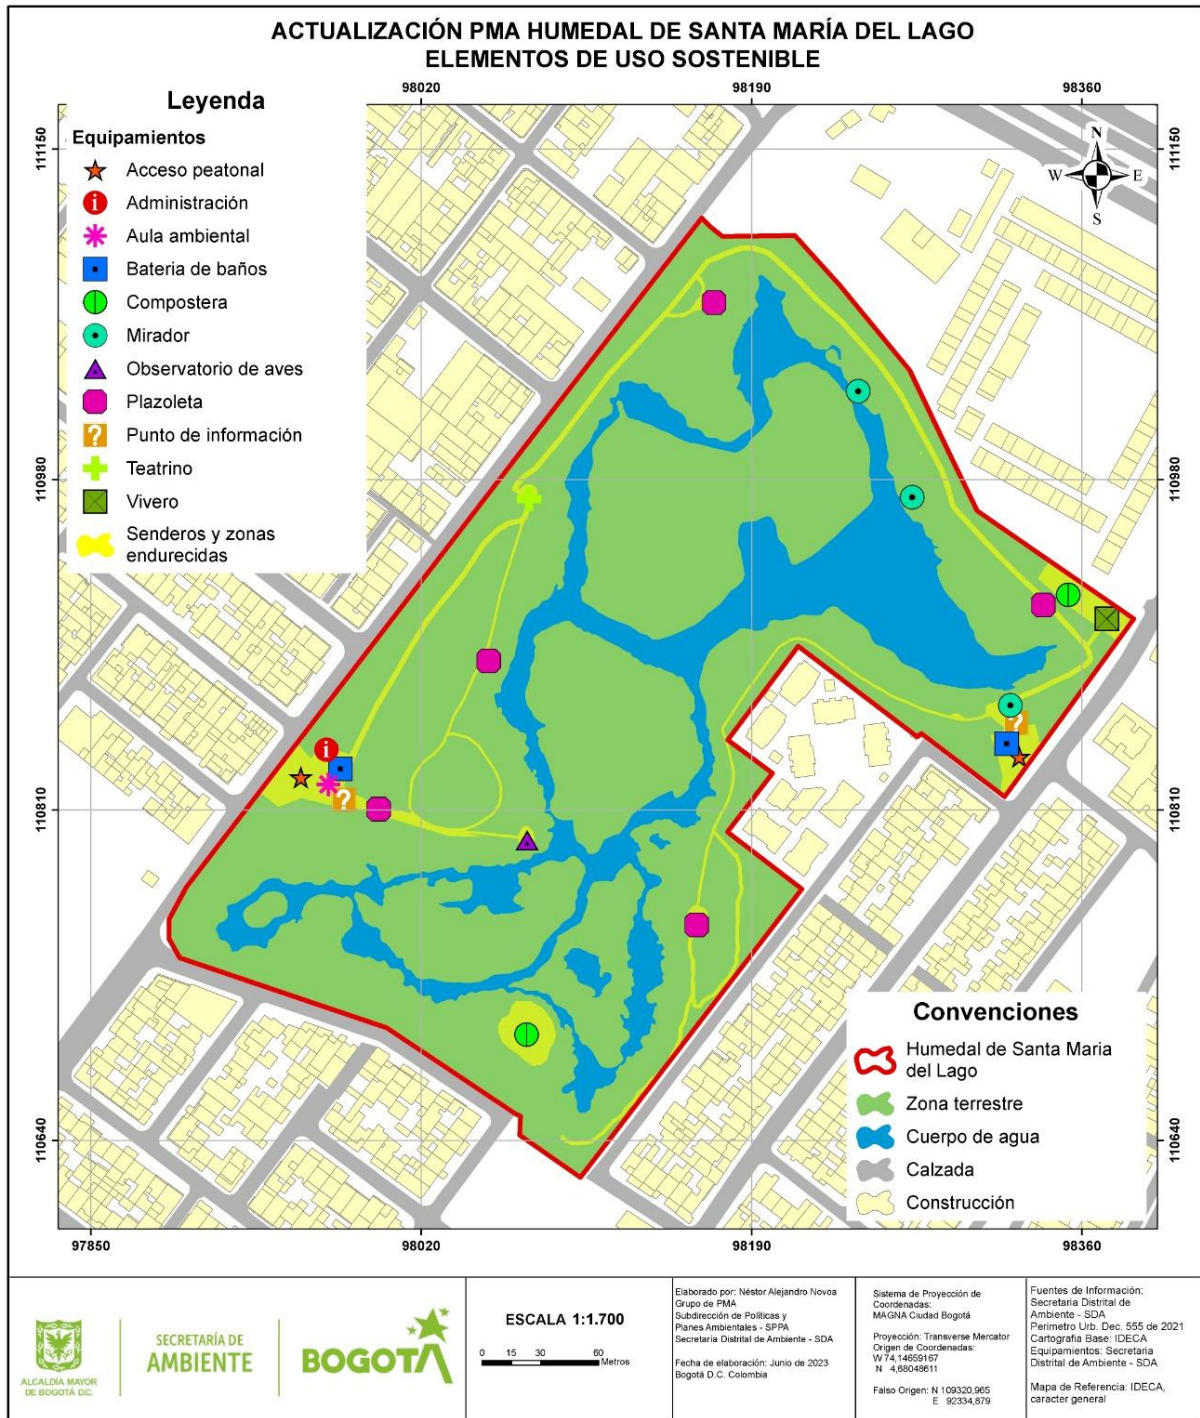 ACTUALIZACIÓN PMA HUMEDAL DE SANTA MARÍA DEL LAGO
ELEMENTOS DE USO SOSTENIBLE
98020
98190
98360
Leyenda
Equipamientos
Acceso peatonal
Administración
Aula ambiental
Bateria de baños
Compostera
Mirador
Observatorio de aves
Plazoleta
Punto de información
Teatrino
Vivero
Senderos y zonas
endurecidas
N
W
E
S
111150
111150
110980
110980
110810
110810
110640
110640
Convenciones
Humedal de Santa Maria
del Lago
Zona terrestre
Cuerpo de agua
Calzada
Construcción
97850
98020
98190
98360
ALCALDÍA MAYOR
DE BOGOTÁ D.C.
SECRETARÍA DE
AMBIENTE
BOGOTÁ
ESCALA 1:1.700
0 15 30 60
Metros
Elaborado por: Néstor Alejandro Novoa
Grupo de PMA
Subdirección de Políticas y
Planes Ambientales - SPPA
Secretaria Distrital de Ambiente - SDA
Fecha de elaboración: Junio de 2023
Bogotá D.C. Colombia
Sistema de Proyección de
Coordenadas:
MAGNA Ciudad Bogotá
Proyección: Transverse Mercator
Origen de Coordenadas:
W 74,14659167
N 4,68048611
Falso Origen: N 109320,965
E 92334,879
Fuentes de Información:
Secretaria Distrital de
Ambiente - SDA
Perimetro Urb. Dec. 555 de 2021
Cartografia Base: IDECA
Equipamientos: Secretaria
Distrital de Ambiente - SDA
Mapa de Referencia: IDECA,
caracter general